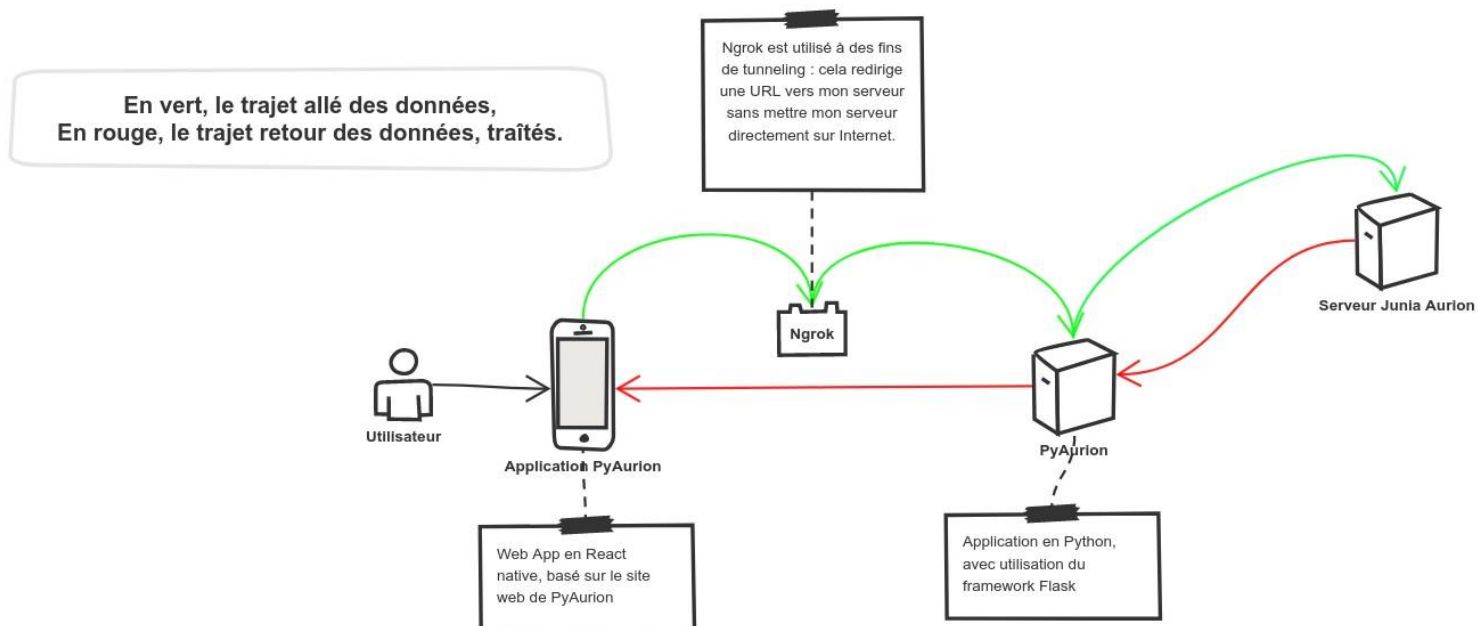 Ngrok est utilisé à des fins
de tunneling : cela redirige
une URL vers mon serveur
sans mettre mon serveur
directement sur Internet.
En vert, le trajet allé des données,
En rouge, le trajet retour des données, traîtés.
Serveur Junia Aurion
Ngrok
Utilisateur
PyAurion
Application PyAurion
Web App en React
native, basé sur le site
web de PyAurion
Application en Python,
avec utilisation du
framework Flask